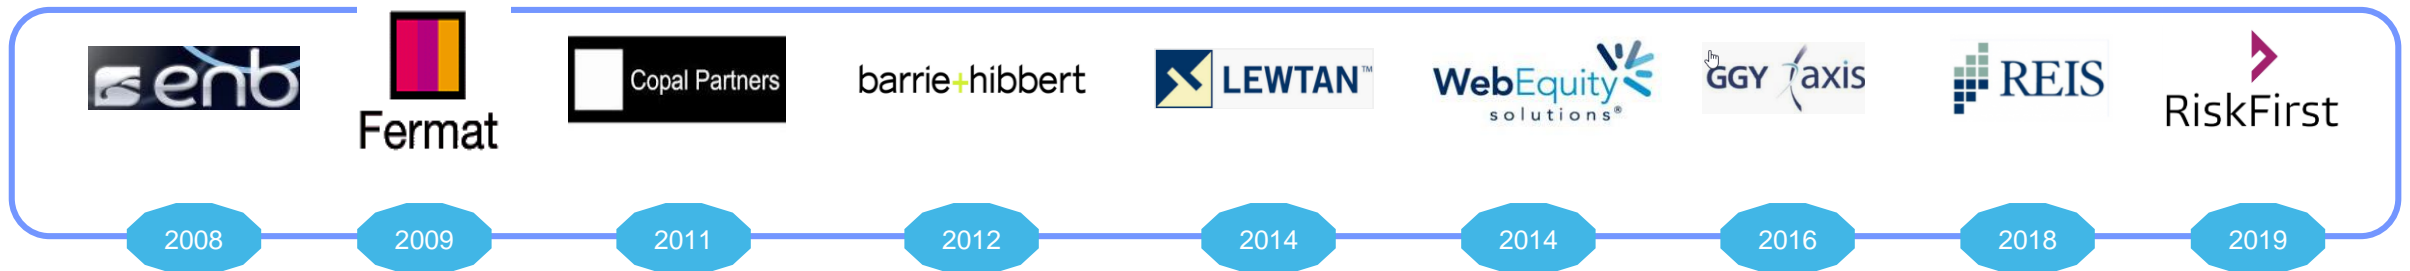 enb
Fermat
Copal Partners
barrie+hibbert
LEWTAN™
WebEquity
solutions®
GGY axis
REIS
RiskFirst
2008
2009
2011
2012
2014
2014
2016
2018
2019